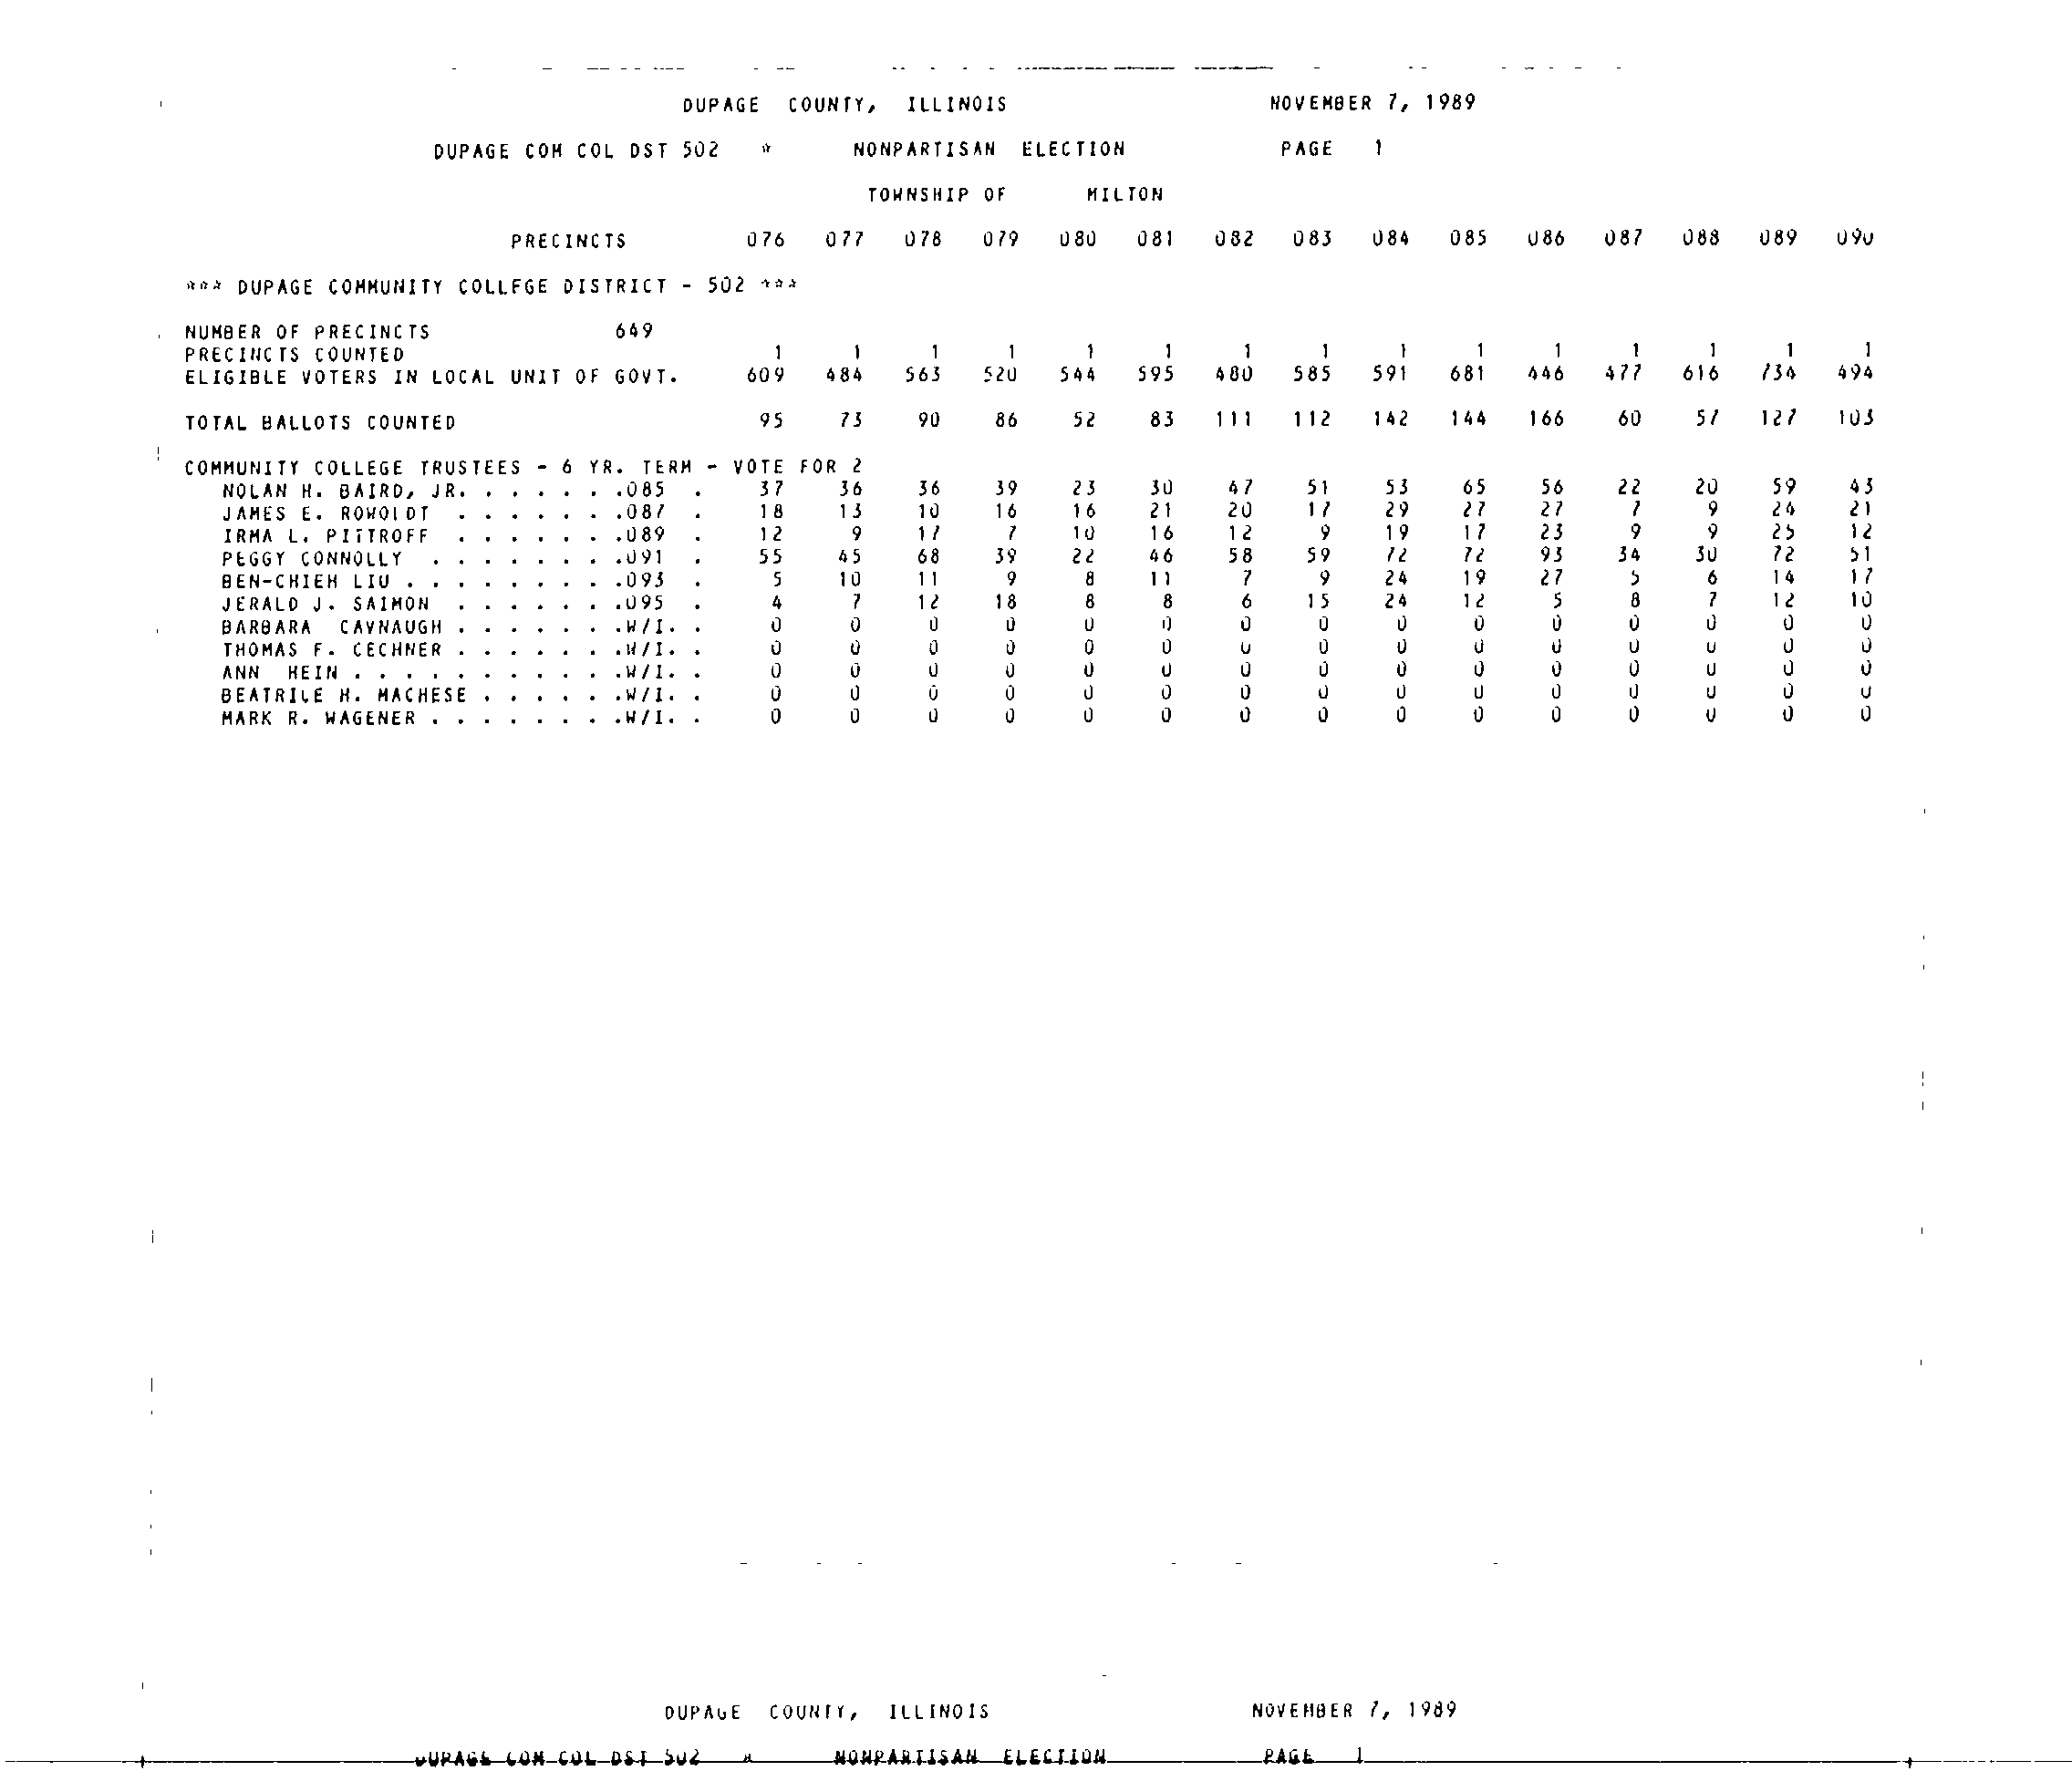 DUPAGE COUNTY, ILLINOIS NOVEMBER 7, 1989
DUPAGE COM COL DST 502 * NONPARTISAN ELECTION PAGE 1
TOWNSHIP OF MILTON
PRECINCTS 076 077 078 079 080 081 082 083 084 085 086 087 088 089 090
*** DUPAGE COMMUNITY COLLEGE DISTRICT - 502 ***
NUMBER OF PRECINCTS 649
PRECINCTS COUNTED 1 1 1 1 1 1 1 1 1 1 1 1 1 1 1
ELIGIBLE VOTERS IN LOCAL UNIT OF GOVT. 609 484 563 520 544 595 480 585 591 681 446 477 616 734 494
TOTAL BALLOTS COUNTED 95 73 90 86 52 83 111 112 142 144 166 60 57 127 103
COMMUNITY COLLEGE TRUSTEES - 6 YR. TERM - VOTE FOR 2
NOLAN H. BAIRD, JR. . . . . . .085 . 37 36 36 39 23 30 47 51 53 65 56 22 20 59 43
JAMES E. ROWOLDT . . . . . . .087 . 18 13 10 16 16 21 20 17 29 27 27 7 9 24 21
IRMA L. PITTROFF . . . . . . .089 . 12 9 17 7 10 16 12 9 19 17 23 9 9 25 12
PEGGY CONNOLLY . . . . . . . .091 . 55 45 68 39 22 46 58 59 72 72 93 34 30 72 51
BEN-CHIEH LIU . . . . . . . . .093 . 5 10 11 9 8 11 7 9 24 19 27 5 6 14 17
JERALD J. SAIMON . . . . . . .095 . 4 7 12 18 8 8 6 15 24 12 5 8 7 12 10
BARBARA CAVNAUGH . . . . . . .W/I. . 0 0 0 0 0 0 0 0 0 0 0 0 0 0 0
THOMAS F. CECHNER . . . . . . .W/I. . 0 0 0 0 0 0 0 0 0 0 0 0 0 0 0
ANN HEIN . . . . . . . . . . .W/I. . 0 0 0 0 0 0 0 0 0 0 0 0 0 0 0
BEATRILE H. MACHESE . . . . . .W/I. . 0 0 0 0 0 0 0 0 0 0 0 0 0 0 0
MARK R. WAGENER . . . . . . . .W/I. . 0 0 0 0 0 0 0 0 0 0 0 0 0 0 0
DUPAGE COUNTY, ILLINOIS NOVEMBER 7, 1989
DUPAGE COM COL DST 502 * NONPARTISAN ELECTION PAGE 1